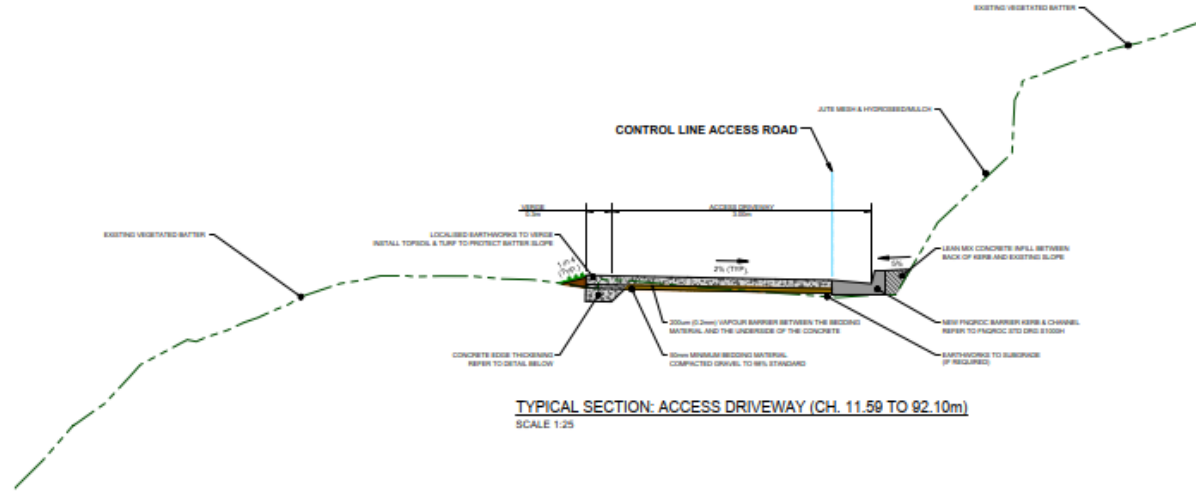 EXISTING VEGETATED BATTER
JUTE MESH & HYDROSEED/MULCH
CONTROL LINE ACCESS ROAD
VERGE
0.3m
ACCESS DRIVEWAY
3.00m
EXISTING VEGETATED BATTER
LOCALISED EARTHWORKS TO VERGE
INSTALL TOPSOIL & TURF TO PROTECT BATTER SLOPE
1 in 4
(TYP.)
2% (TYP)
5%
LEAN MIX CONCRETE INFILL BETWEEN
BACK OF KERB AND EXISTING SLOPE
200um (0.2mm) VAPOUR BARRIER BETWEEN THE BEDDING
MATERIAL AND THE UNDERSIDE OF THE CONCRETE
NEW FNQROC BARRIER KERB & CHANNEL
REFER TO FNQROC STD DRG S1000H
CONCRETE EDGE THICKENING
REFER TO DETAIL BELOW
50mm MINIMUM BEDDING MATERIAL
COMPACTED GRAVEL TO 98% STANDARD
EARTHWORKS TO SUBGRADE
(IF REQUIRED)
TYPICAL SECTION: ACCESS DRIVEWAY (CH. 11.59 TO 92.10m)
SCALE 1:25